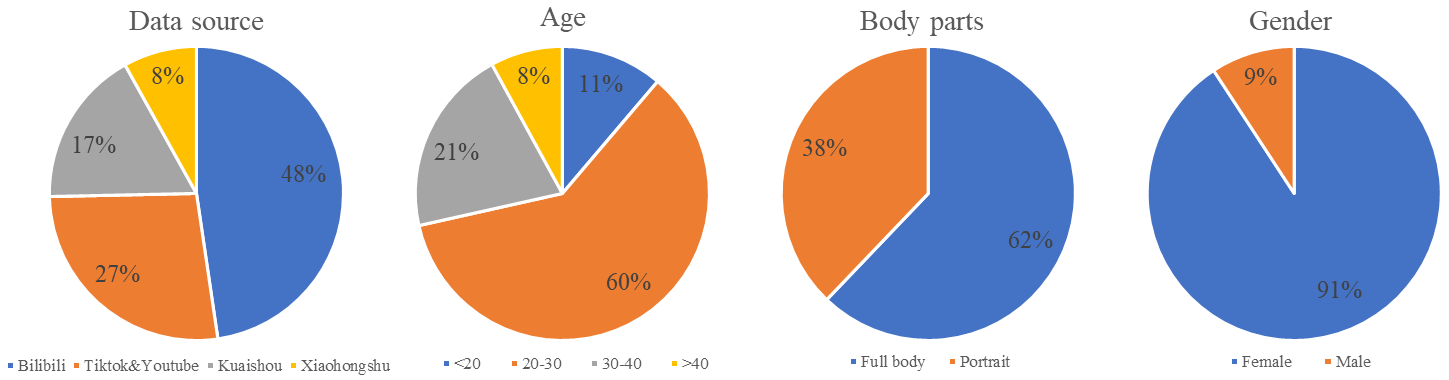 Data source
8%
17%
48%
27%
Bilibili Tiktok&Youtube Kuaishou Xiaohongshu
Age
8%
11%
21%
60%
<20 20-30 30-40 >40
Body parts
38%
62%
Full body Portrait
Gender
9%
91%
Female Male